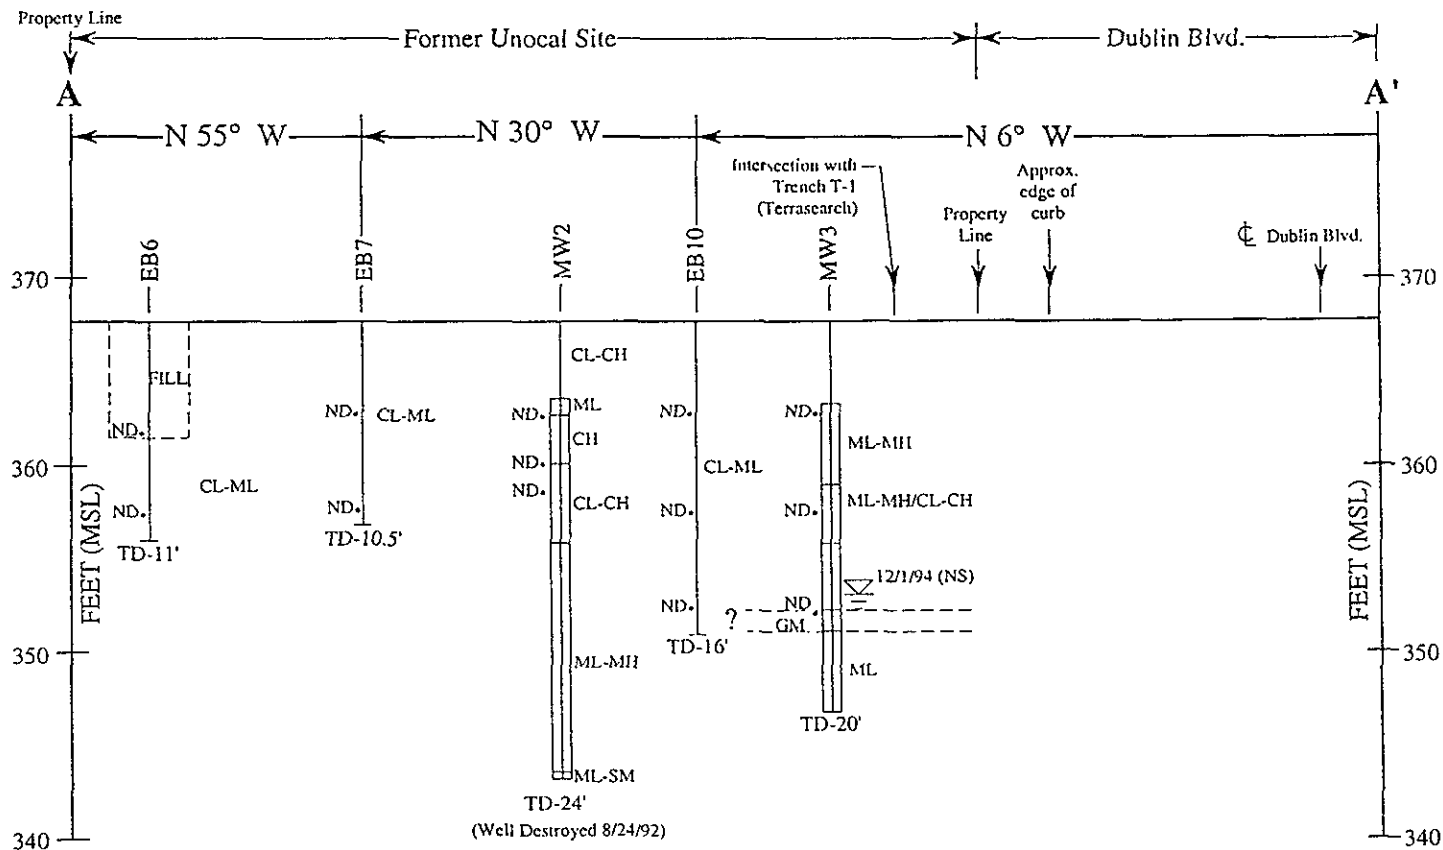 Property Line
Former Unocal Site
Dublin Blvd.
A
A'
N 55° W
N 30° W
N 6° W
Intersection with
Trench T-1
(Terrasearch)
Approx.
edge of
curb
Property
Line
℄ Dublin Blvd.
EB6
EB7
MW2
EB10
MW3
370
370
CL-CH
FILL
ML
ND.
ND.
CL-ML
ND.
ND.
ND.
CH
ML-MH
360
ND.
CL-ML
360
CL-ML
ND.
CL-CH
ML-MH/CL-CH
ND.
ND.
ND.
ND.
TD-11'
TD-10.5'
FEET (MSL)
FEET (MSL)
12/1/94 (NS)
ND.
ND.
?
GM
TD-16'
350
350
ML-MH
ML
TD-20'
ML-SM
TD-24'
(Well Destroyed 8/24/92)
340
340